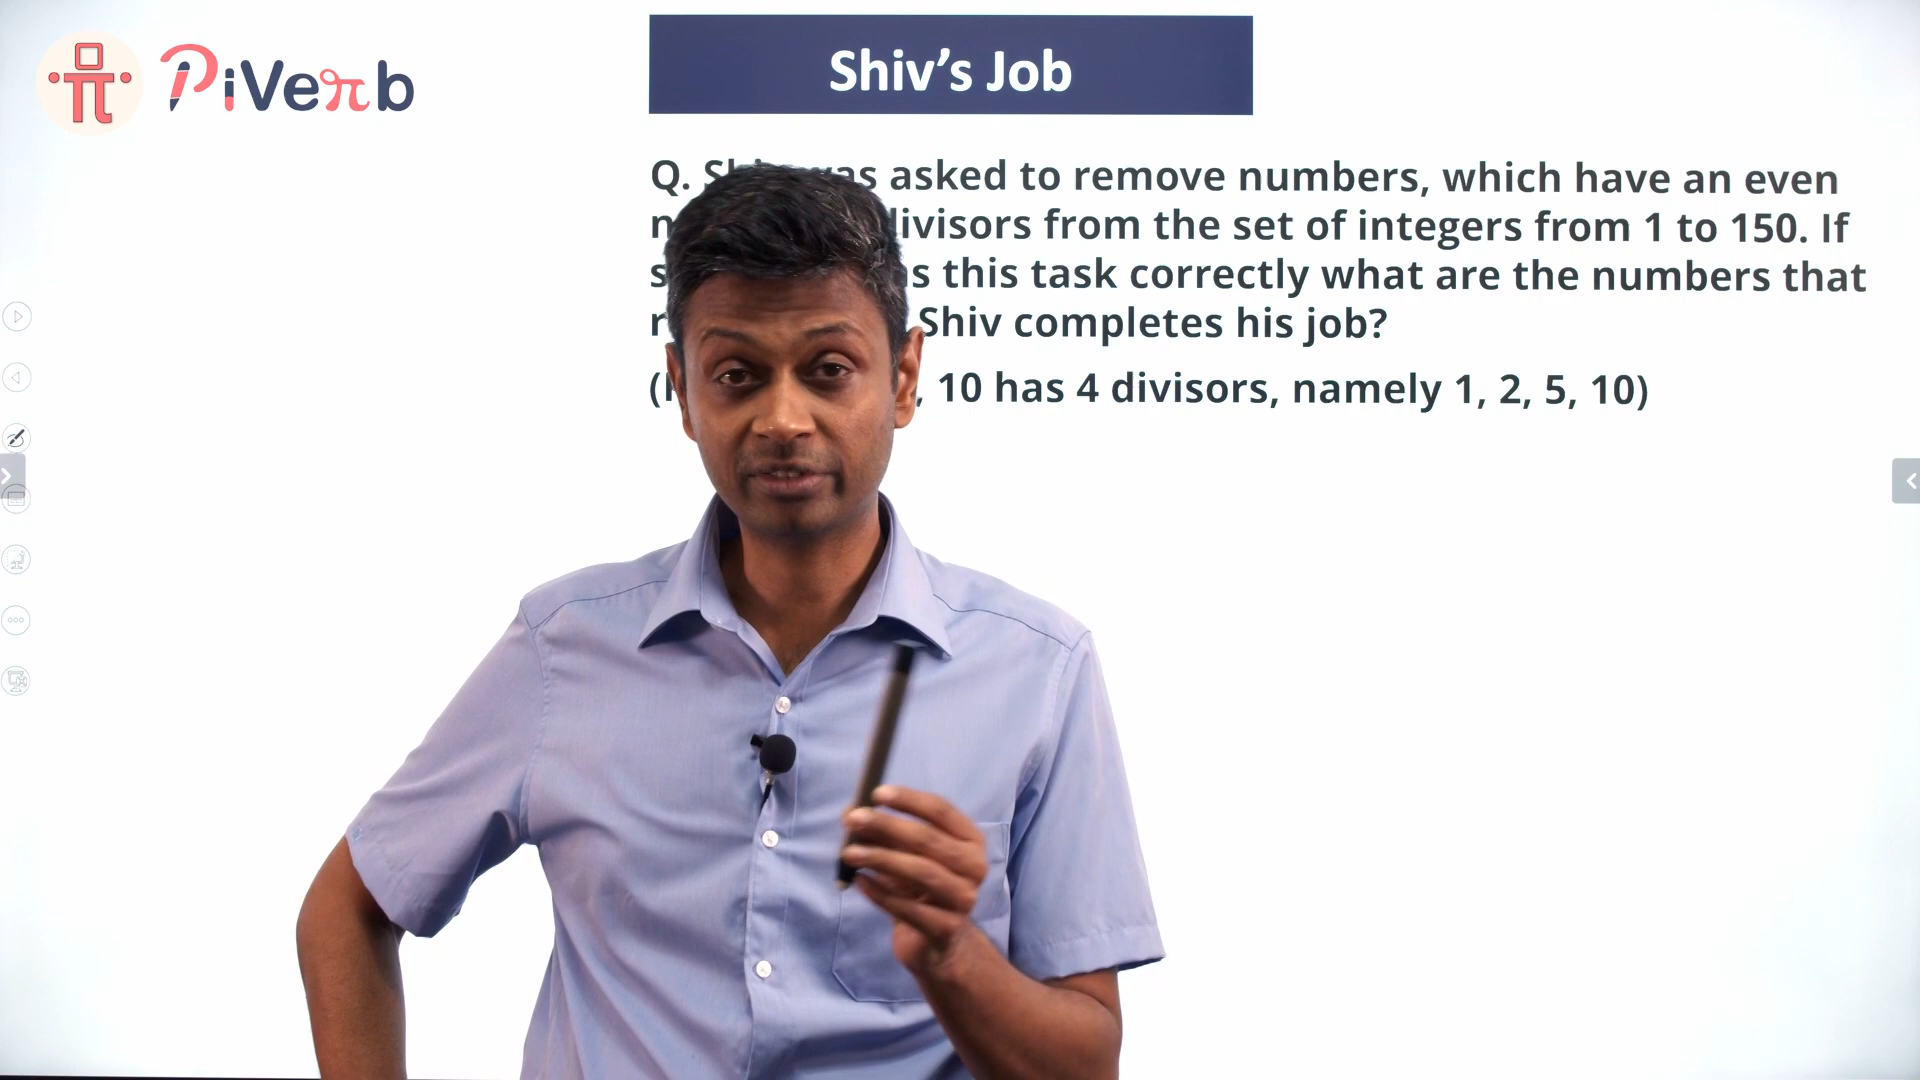 PiVerb
Shiv's Job
Q. was asked to remove numbers, which have an even
divisors from the set of integers from 1 to 150. If
this task correctly what are the numbers that
Shiv completes his job?
10 has 4 divisors, namely 1, 2, 5, 10)